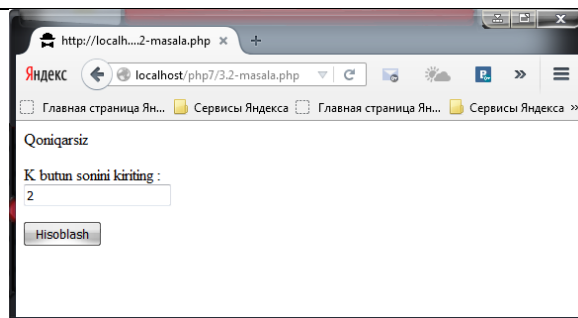 http://localh....2-masala.php
Яндекс localhost/php7/3.2-masala.php
Главная страница Ян... Сервисы Яндекса Главная страница Ян... Сервисы Яндекса »
Qoniqarsiz
K butun sonini kiriting :
2
Hisoblash